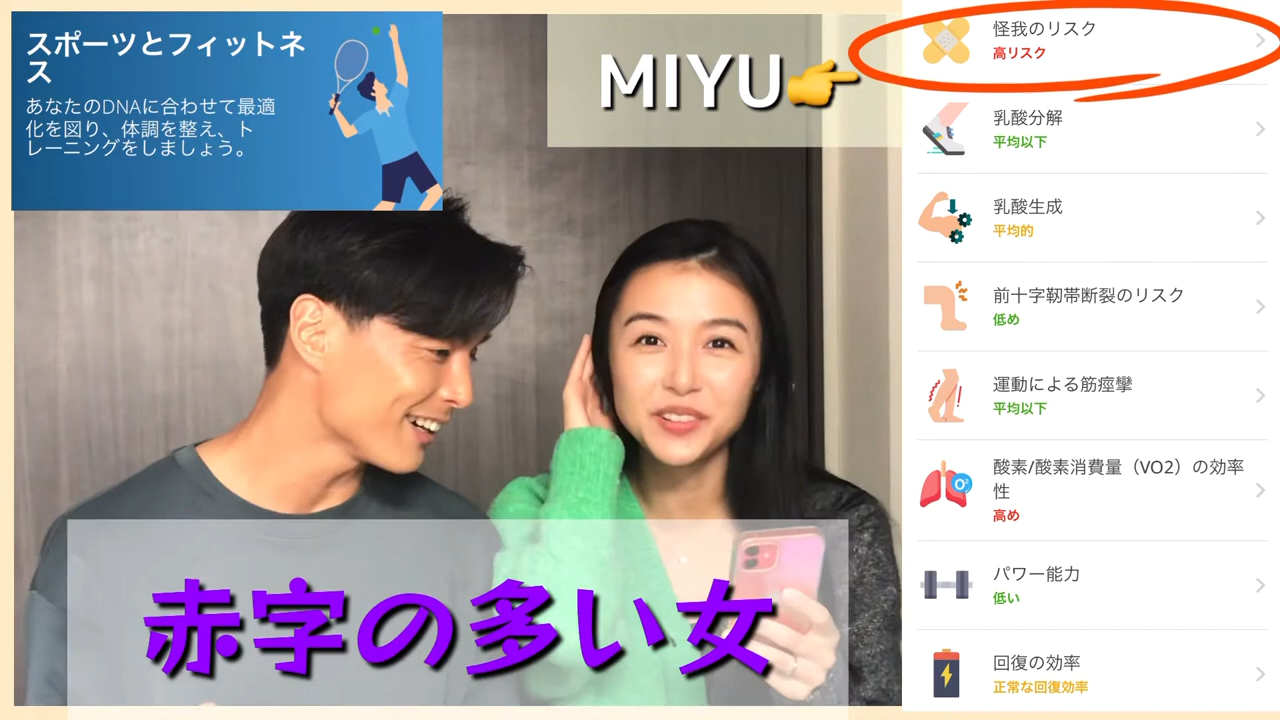 スポーツとフィットネ
ス
あなたのDNAに合わせて最適
化を図り、体調を整え、ト
レーニングをしましょう。
MIYU👉
怪我のリスク
高リスク
乳酸分解
平均以下
乳酸生成
平均的
前十字靭帯断裂のリスク
低め
運動による筋痙攣
平均以下
酸素/酸素消費量（VO2）の効率
性
高め
O²
パワー能力
低い
回復の効率
正常な回復効率
赤字の多い女